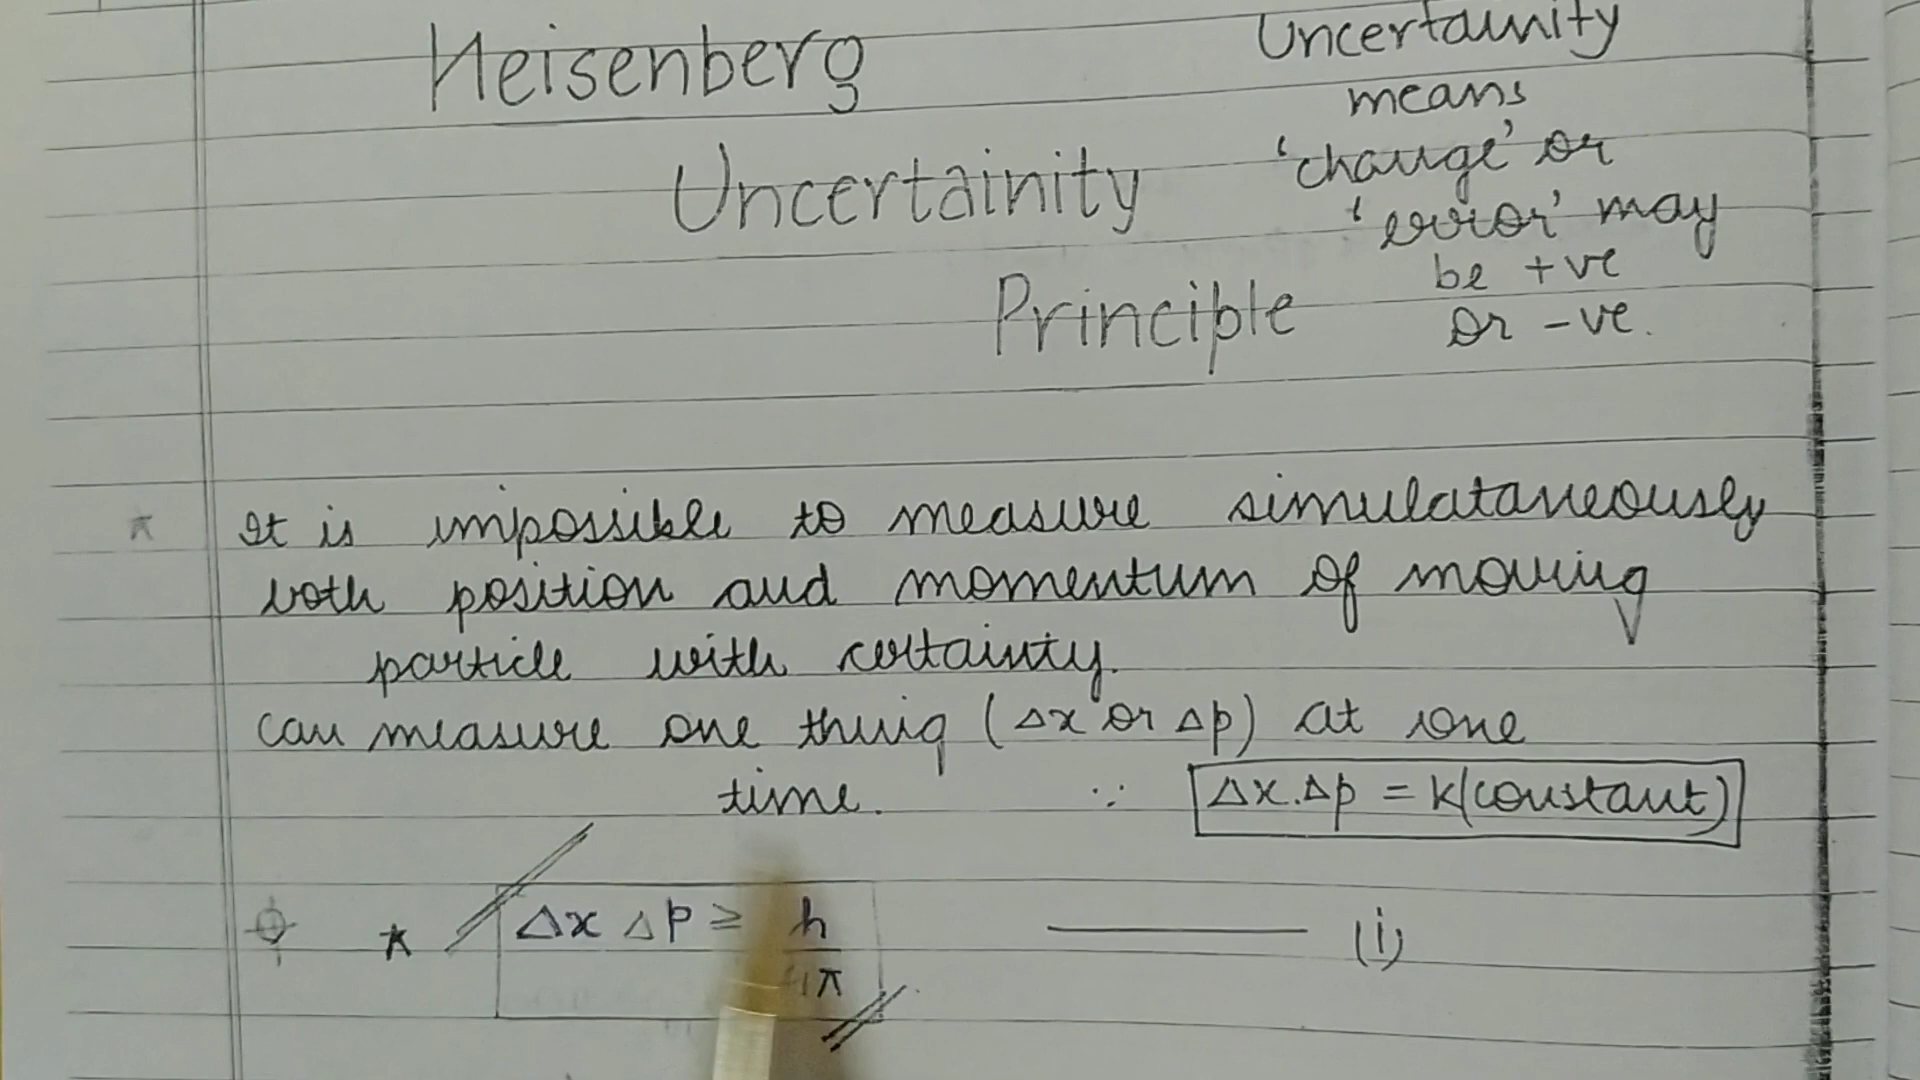 Heisenberg
Uncertainity
Principle
Uncertainity
means
'change' or
'error' may
be +ve
or -ve.
It is impossible to measure simulataneously
both position and momentum of moving
particle with certainty.
can measure one thing (Δx or Δp) at one
time. ∵ Δx.Δp = k(constant)
★ Δx Δp ≥ h/4π (i)